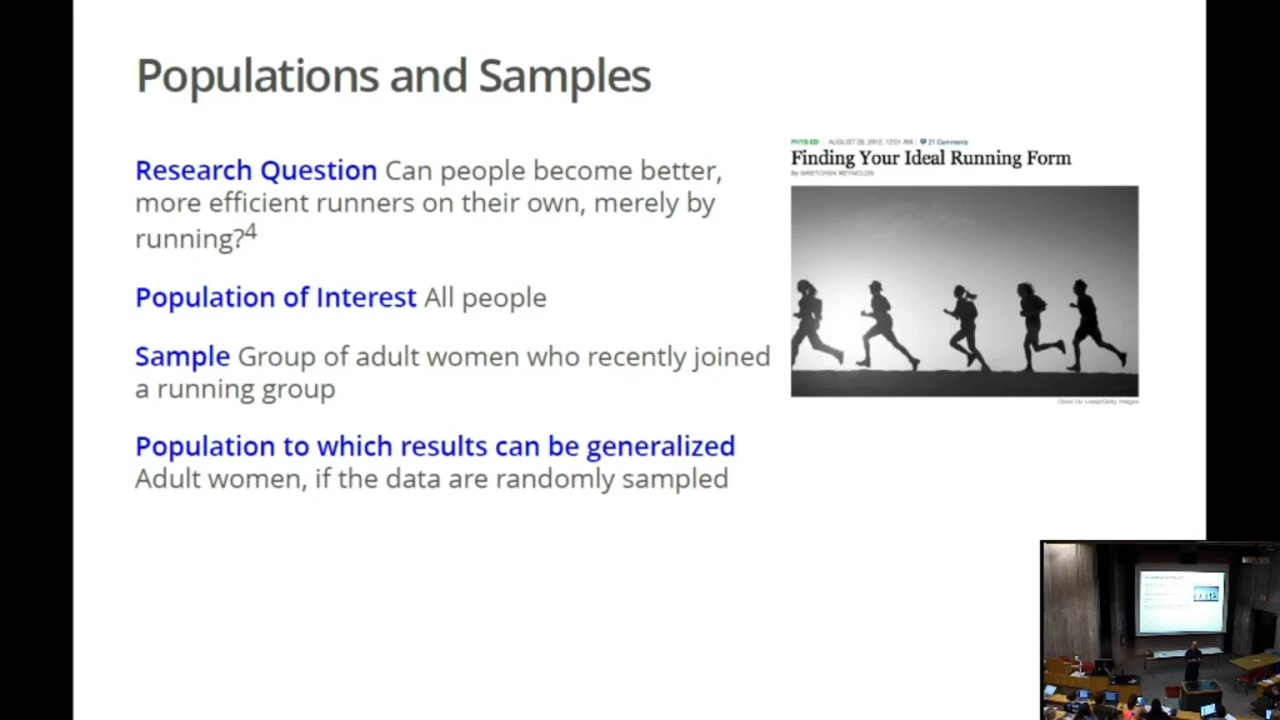 Populations and Samples
Research Question Can people become better,
more efficient runners on their own, merely by
running?4
Population of Interest All people
Sample Group of adult women who recently joined
a running group
Population to which results can be generalized
Adult women, if the data are randomly sampled
PHYS ED | AUGUST 29, 2012, 12:01 AM | 21 Comments
Finding Your Ideal Running Form
By GRETCHEN REYNOLDS